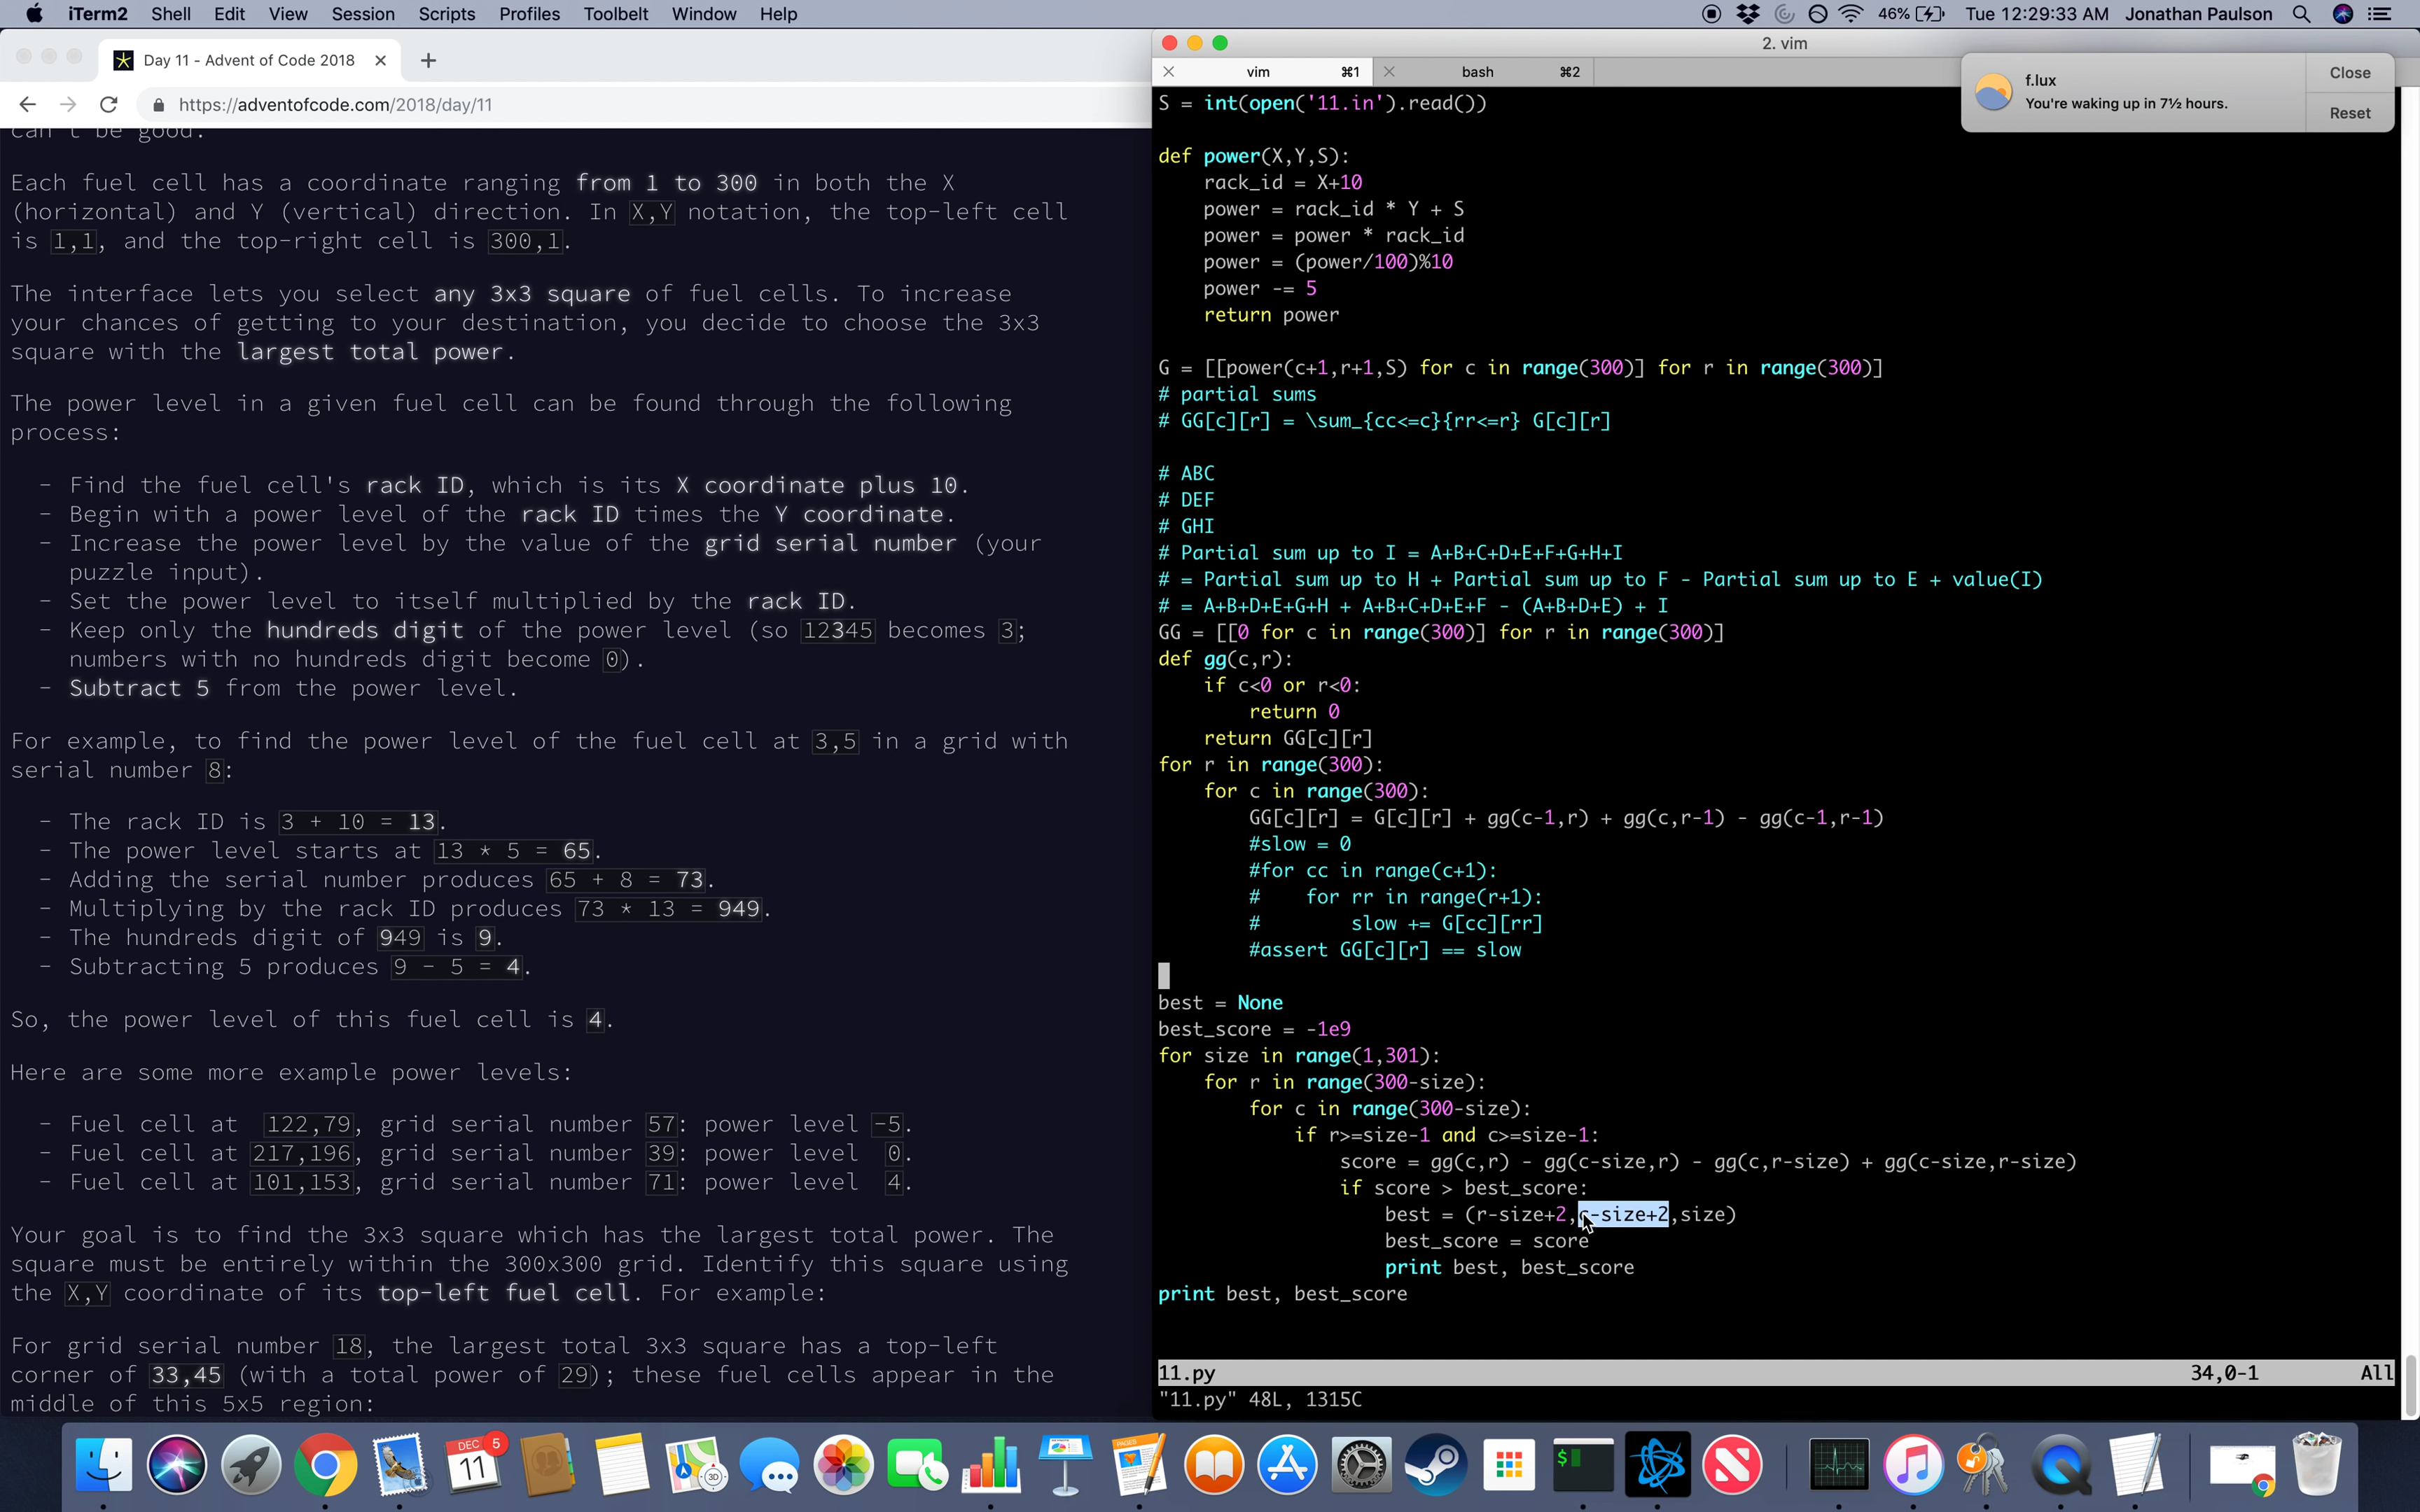 iTerm2 Shell Edit View Session Scripts Profiles Toolbelt Window Help 46% Tue 12:29:33 AM Jonathan Paulson
Day 11 - Advent of Code 2018
https://adventofcode.com/2018/day/11
can't be good.
Each fuel cell has a coordinate ranging from 1 to 300 in both the X
(horizontal) and Y (vertical) direction. In X,Y notation, the top-left cell
is 1,1, and the top-right cell is 300,1.
The interface lets you select any 3x3 square of fuel cells. To increase
your chances of getting to your destination, you decide to choose the 3x3
square with the largest total power.
The power level in a given fuel cell can be found through the following
process:
- Find the fuel cell's rack ID, which is its X coordinate plus 10.
- Begin with a power level of the rack ID times the Y coordinate.
- Increase the power level by the value of the grid serial number (your
puzzle input).
- Set the power level to itself multiplied by the rack ID.
- Keep only the hundreds digit of the power level (so 12345 becomes 3;
numbers with no hundreds digit become 0).
- Subtract 5 from the power level.
For example, to find the power level of the fuel cell at 3,5 in a grid with
serial number 8:
- The rack ID is 3 + 10 = 13.
- The power level starts at 13 * 5 = 65.
- Adding the serial number produces 65 + 8 = 73.
- Multiplying by the rack ID produces 73 * 13 = 949.
- The hundreds digit of 949 is 9.
- Subtracting 5 produces 9 - 5 = 4.
So, the power level of this fuel cell is 4.
Here are some more example power levels:
- Fuel cell at 122,79, grid serial number 57: power level -5.
- Fuel cell at 217,196, grid serial number 39: power level 0.
- Fuel cell at 101,153, grid serial number 71: power level 4.
Your goal is to find the 3x3 square which has the largest total power. The
square must be entirely within the 300x300 grid. Identify this square using
the X,Y coordinate of its top-left fuel cell. For example:
For grid serial number 18, the largest total 3x3 square has a top-left
corner of 33,45 (with a total power of 29); these fuel cells appear in the
middle of this 5x5 region:
2. vim
vim ⌘1 bash ⌘2
f.lux
You're waking up in 7½ hours.
Close
Reset
S = int(open('11.in').read())
def power(X,Y,S):
    rack_id = X+10
    power = rack_id * Y + S
    power = power * rack_id
    power = (power/100)%10
    power -= 5
    return power
G = [[power(c+1,r+1,S) for c in range(300)] for r in range(300)]
# partial sums
# GG[c][r] = \sum_{cc<=c}{rr<=r} G[c][r]
# ABC
# DEF
# GHI
# Partial sum up to I = A+B+C+D+E+F+G+H+I
# = Partial sum up to H + Partial sum up to F - Partial sum up to E + value(I)
# = A+B+D+E+G+H + A+B+C+D+E+F - (A+B+D+E) + I
GG = [[0 for c in range(300)] for r in range(300)]
def gg(c,r):
    if c<0 or r<0:
        return 0
    return GG[c][r]
for r in range(300):
    for c in range(300):
        GG[c][r] = G[c][r] + gg(c-1,r) + gg(c,r-1) - gg(c-1,r-1)
        #slow = 0
        #for cc in range(c+1):
        #    for rr in range(r+1):
        #        slow += G[cc][rr]
        #assert GG[c][r] == slow
best = None
best_score = -1e9
for size in range(1,301):
    for r in range(300-size):
        for c in range(300-size):
            if r>=size-1 and c>=size-1:
                score = gg(c,r) - gg(c-size,r) - gg(c,r-size) + gg(c-size,r-size)
                if score > best_score:
                    best = (r-size+2,c-size+2,size)
                    best_score = score
                    print best, best_score
print best, best_score
11.py 34,0-1 All
"11.py" 48L, 1315C
DEC 5
11
3D
PAGES
$